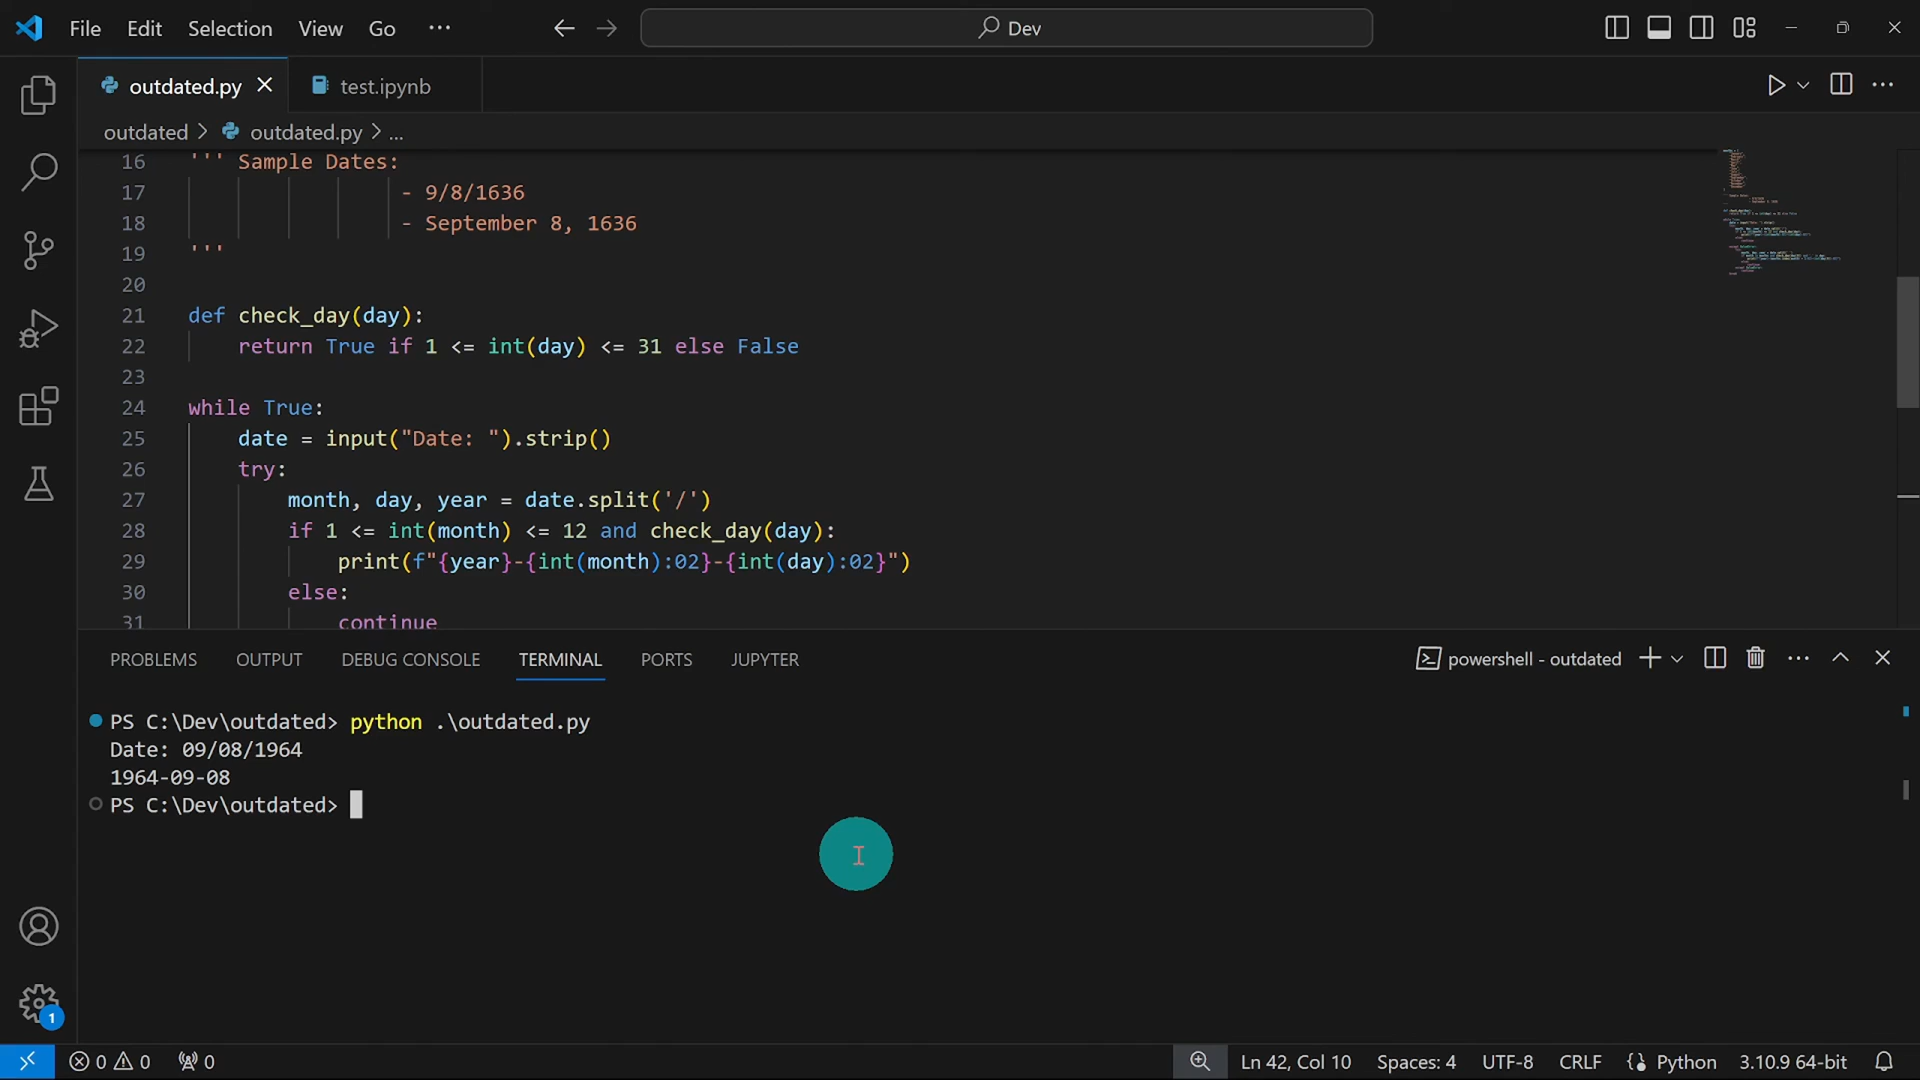 File Edit Selection View Go ··· Dev
outdated.py test.ipynb
outdated > outdated.py > ...
16 ''' Sample Dates:
17 - 9/8/1636
18 - September 8, 1636
19 '''
20
21 def check_day(day):
22 return True if 1 <= int(day) <= 31 else False
23
24 while True:
25 date = input("Date: ").strip()
26 try:
27 month, day, year = date.split('/')
28 if 1 <= int(month) <= 12 and check_day(day):
29 print(f"{year}-{int(month):02}-{int(day):02}")
30 else:
31 continue
PROBLEMS OUTPUT DEBUG CONSOLE TERMINAL PORTS JUPYTER powershell - outdated
PS C:\Dev\outdated> python .\outdated.py
Date: 09/08/1964
1964-09-08
PS C:\Dev\outdated>
1
0 0 0 Ln 42, Col 10 Spaces: 4 UTF-8 CRLF Python 3.10.9 64-bit